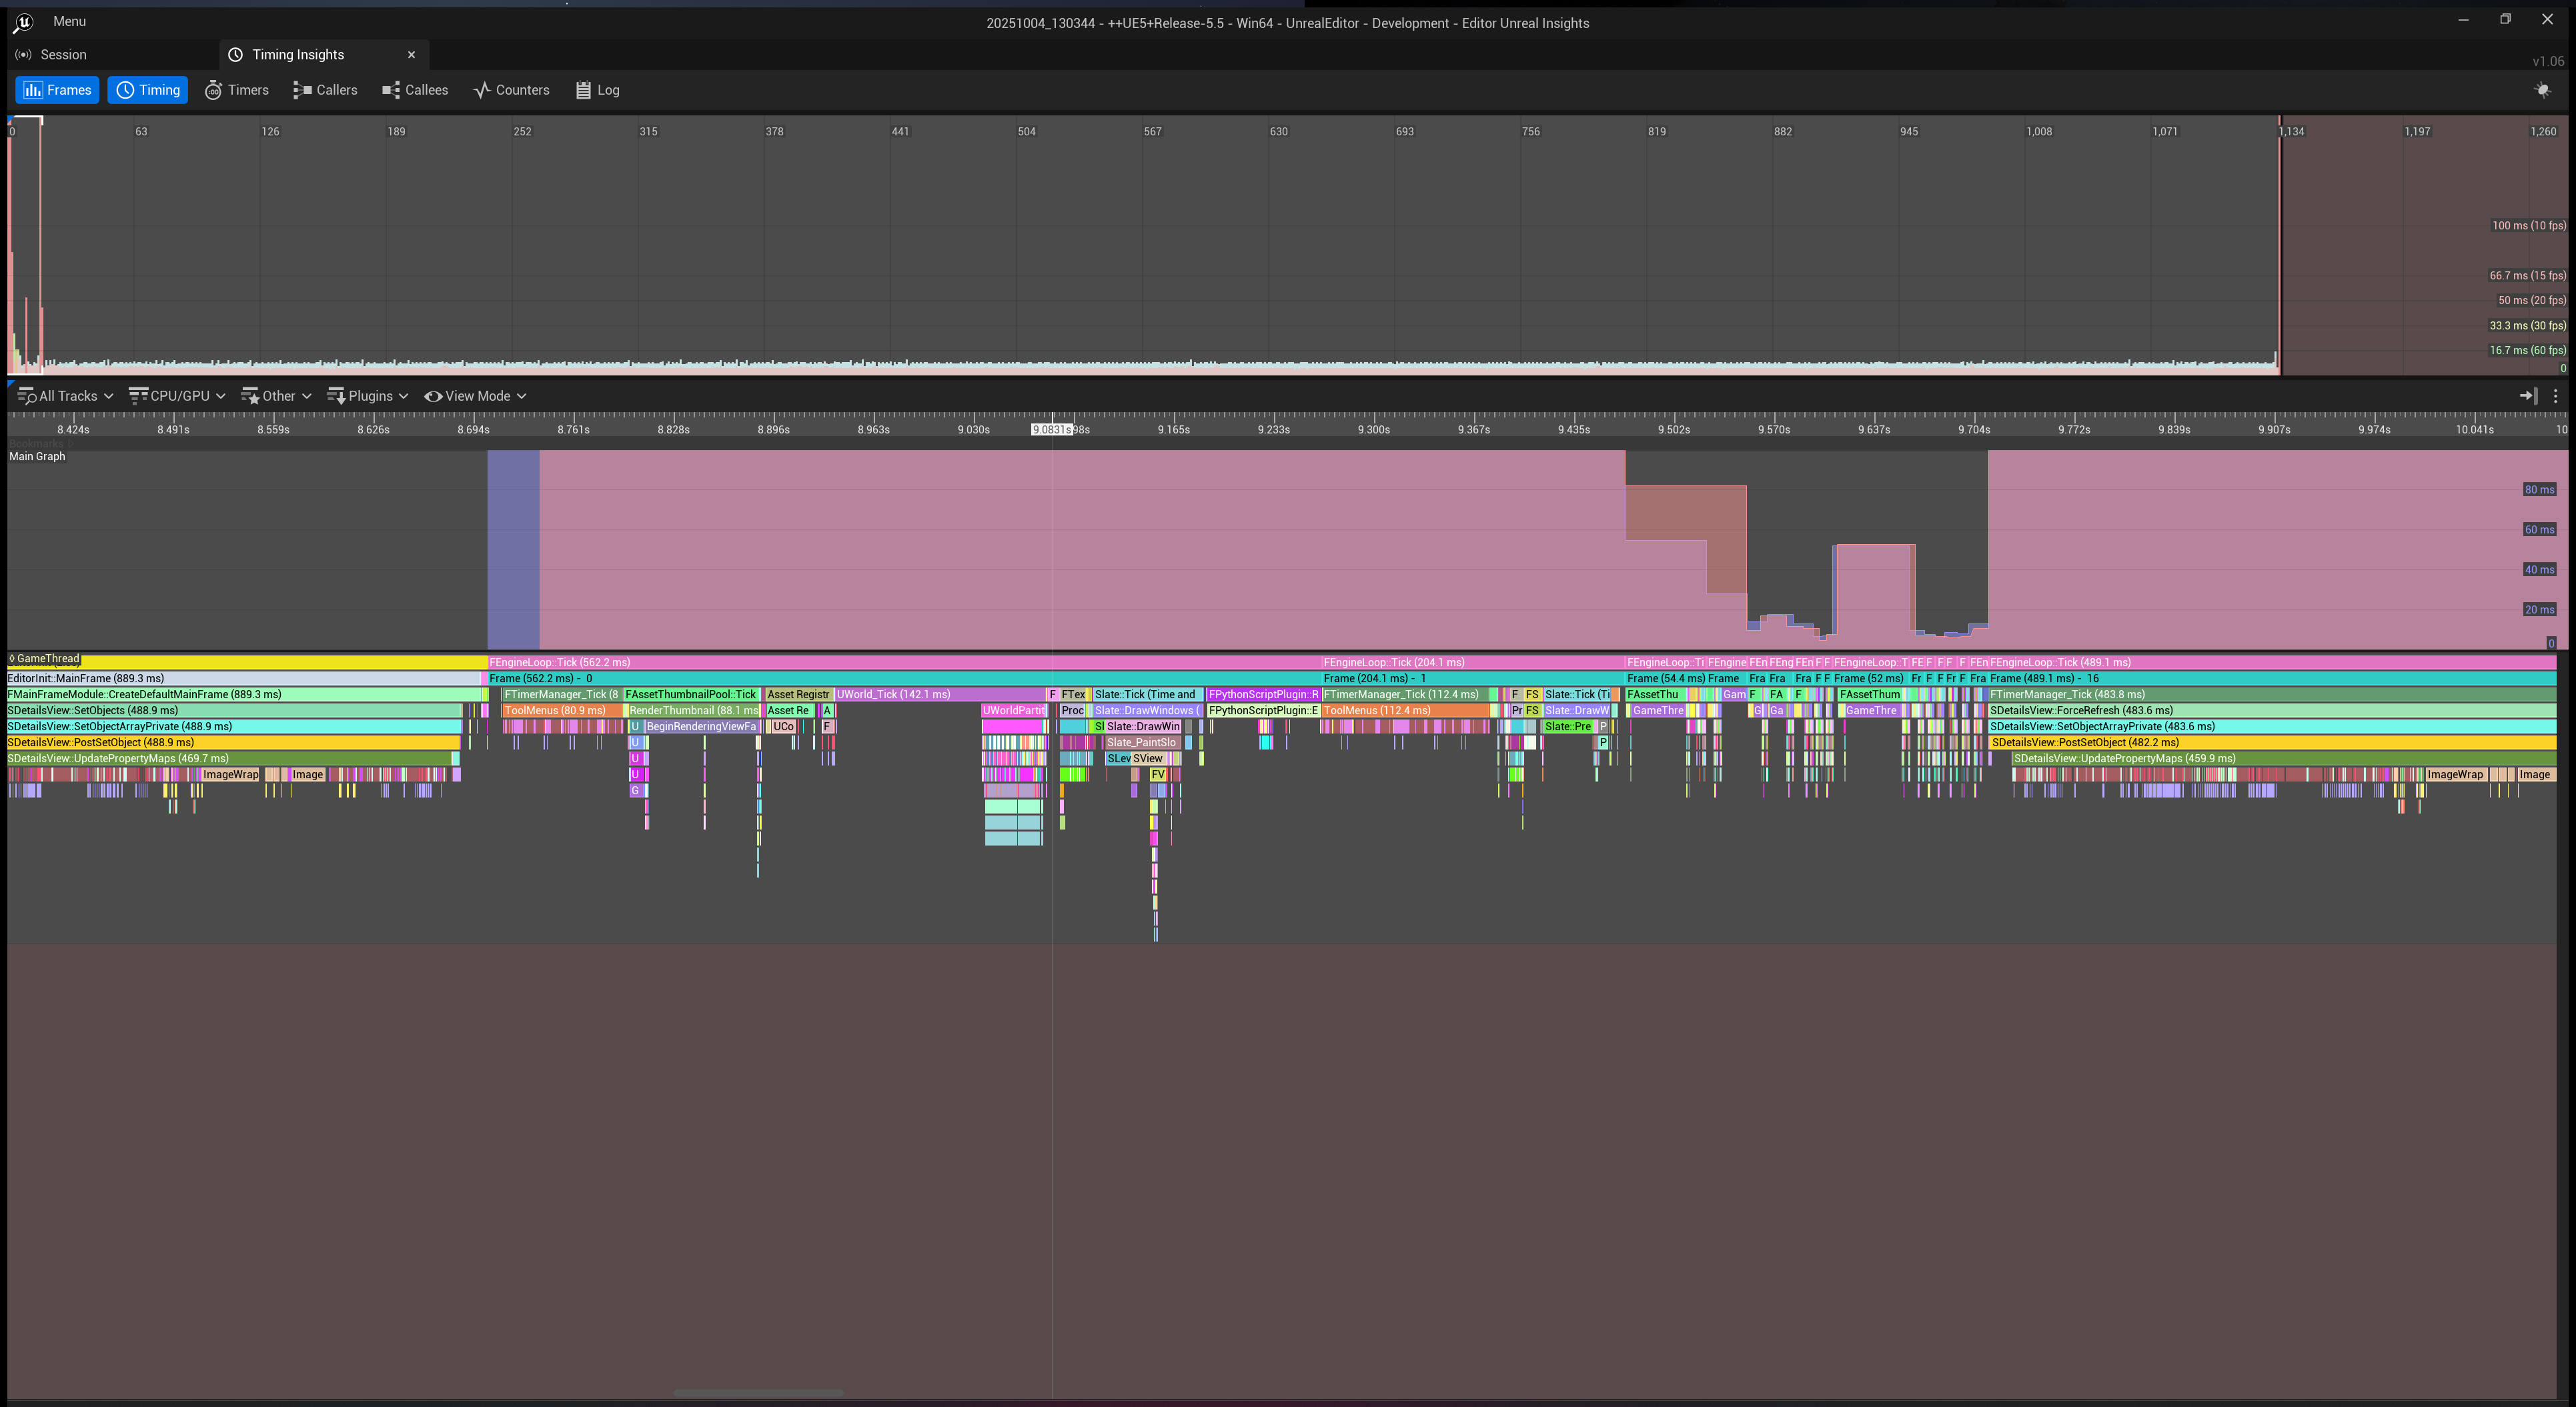 Menu
20251004_130344 - ++UE5+Release-5.5 - Win64 - UnrealEditor - Development - Editor Unreal Insights
Session
Timing Insights
v1.06
Frames Timing Timers Callers Callees Counters Log
0 63 126 189 252 315 378 441 504 567 630 693 756 819 882 945 1,008 1,071 1,134 1,197 1,260
100 ms (10 fps)
66.7 ms (15 fps)
50 ms (20 fps)
33.3 ms (30 fps)
16.7 ms (60 fps)
0
All Tracks CPU/GPU Other Plugins View Mode
8.424s 8.491s 8.559s 8.626s 8.694s 8.761s 8.828s 8.896s 8.963s 9.030s 9.0831s 98s 9.165s 9.233s 9.300s 9.367s 9.435s 9.502s 9.570s 9.637s 9.704s 9.772s 9.839s 9.907s 9.974s 10.041s 10
Bookmarks
Main Graph
80 ms
60 ms
40 ms
20 ms
0
GameThread
FEngineLoop::Tick (562.2 ms) FEngineLoop::Tick (204.1 ms) FEngineLoop::Ti FEngine FEn FEng FEn F F FEngineLoop::T FE F F F F FEn FEngineLoop::Tick (489.1 ms)
EditorInit::MainFrame (889.3 ms) Frame (562.2 ms) - 0 Frame (204.1 ms) - 1 Frame (54.4 ms) Frame Fra Fra Fra F F Frame (52 ms) Fr F F Fr F Fra Frame (489.1 ms) - 16
FMainFrameModule::CreateDefaultMainFrame (889.3 ms) FTimerManager_Tick (8 FAssetThumbnailPool::Tick Asset Registr UWorld_Tick (142.1 ms) F FTex Slate::Tick (Time and FPythonScriptPlugin::R FTimerManager_Tick (112.4 ms) F FS Slate::Tick (Ti FAssetThu Gam F FA F FAssetThum FTimerManager_Tick (483.8 ms)
SDetailsView::SetObjects (488.9 ms) ToolMenus (80.9 ms) RenderThumbnail (88.1 ms Asset Re A UWorldPartit Proc Slate::DrawWindows ( FPythonScriptPlugin::E ToolMenus (112.4 ms) Pr FS Slate::DrawW GameThre G Ga GameThre SDetailsView::ForceRefresh (483.6 ms)
SDetailsView::SetObjectArrayPrivate (488.9 ms) U BeginRenderingViewFa UCo F Sl Slate::DrawWin Slate::Pre P SDetailsView::SetObjectArrayPrivate (483.6 ms)
SDetailsView::PostSetObject (488.9 ms) U Slate_PaintSlo P SDetailsView::PostSetObject (482.2 ms)
SDetailsView::UpdatePropertyMaps (469.7 ms) U SLev SView SDetailsView::UpdatePropertyMaps (459.9 ms)
ImageWrap Image U FV ImageWrap Image
G